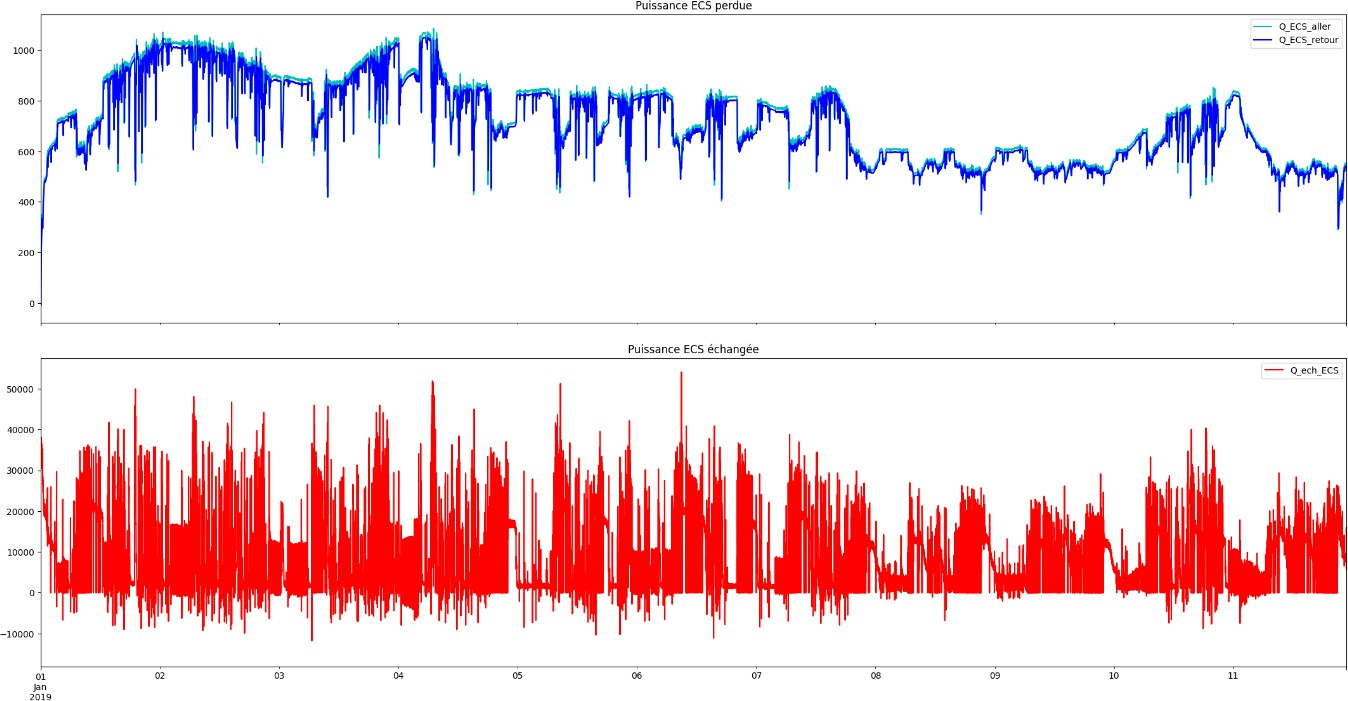 Puissance ECS perdue
Q_ECS_aller
Q_ECS_retour
1000
800
600
400
200
0
Puissance ECS échangée
Q_ech_ECS
50000
40000
30000
20000
10000
0
−10000
01 02 03 04 05 06 07 08 09 10 11
Jan
2019